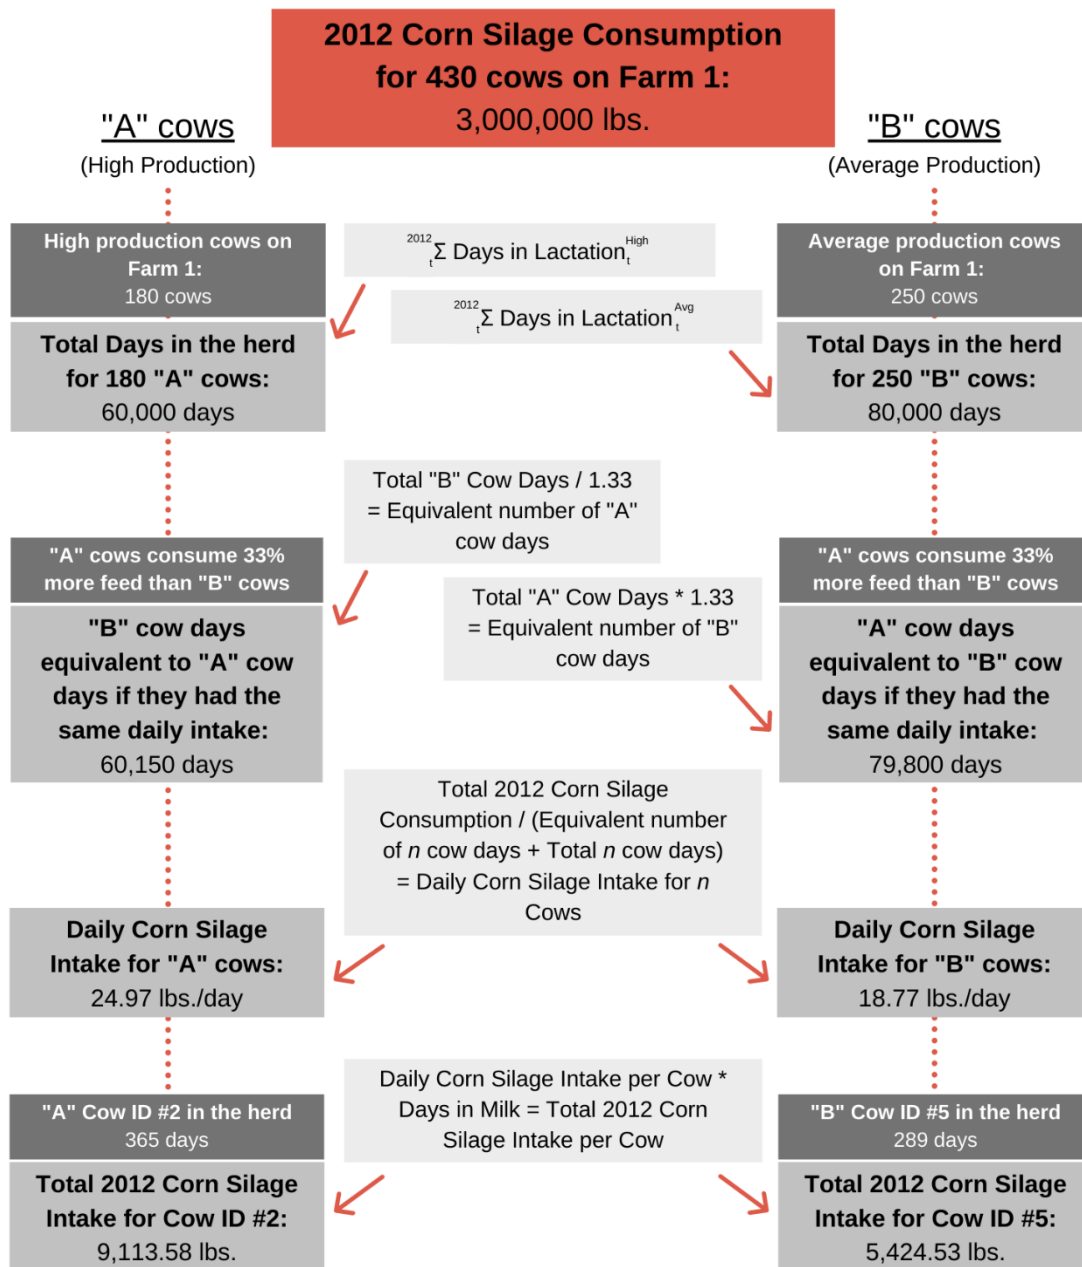 2012 Corn Silage Consumption
for 430 cows on Farm 1:
3,000,000 lbs.
"A" cows
(High Production)
"B" cows
(Average Production)
High production cows on
Farm 1:
180 cows
2012
t Σ Days in Lactation t High
Average production cows
on Farm 1:
250 cows
2012
t Σ Days in Lactation t Avg
Total Days in the herd
for 180 "A" cows:
60,000 days
Total Days in the herd
for 250 "B" cows:
80,000 days
Total "B" Cow Days / 1.33
= Equivalent number of "A"
cow days
"A" cows consume 33%
more feed than "B" cows
"A" cows consume 33%
more feed than "B" cows
Total "A" Cow Days * 1.33
= Equivalent number of "B"
cow days
"B" cow days
equivalent to "A" cow
days if they had the
same daily intake:
60,150 days
"A" cow days
equivalent to "B" cow
days if they had the
same daily intake:
79,800 days
Total 2012 Corn Silage
Consumption / (Equivalent number
of n cow days + Total n cow days)
= Daily Corn Silage Intake for n
Cows
Daily Corn Silage
Intake for "A" cows:
24.97 lbs./day
Daily Corn Silage
Intake for "B" cows:
18.77 lbs./day
Daily Corn Silage Intake per Cow *
Days in Milk = Total 2012 Corn
Silage Intake per Cow
"A" Cow ID #2 in the herd
365 days
"B" Cow ID #5 in the herd
289 days
Total 2012 Corn Silage
Intake for Cow ID #2:
9,113.58 lbs.
Total 2012 Corn Silage
Intake for Cow ID #5:
5,424.53 lbs.